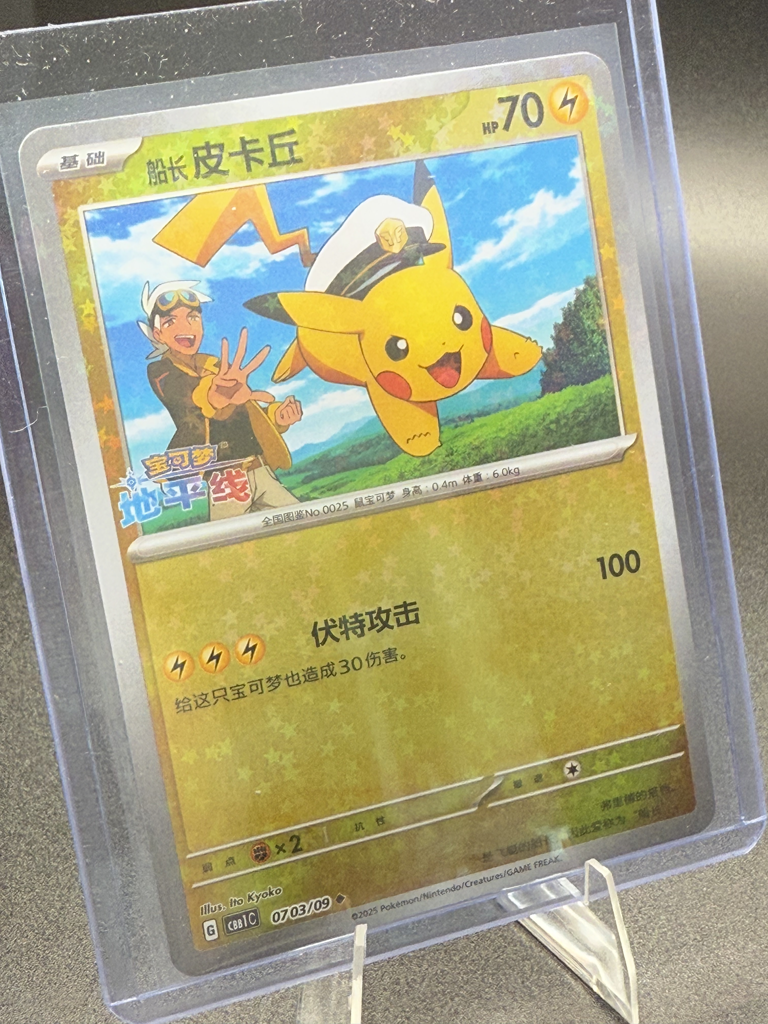 基础
船长 皮卡丘
HP70
宝可梦
地平线
全国图鉴No.0025 鼠宝可梦 身高：0.4m 体重：6.0kg
伏特攻击 100
给这只宝可梦也造成30伤害。
弱点 ×2 抗性 撤退
Illus. Ito Kyoko
G CBB1C 0703/09
©2025 Pokémon/Nintendo/Creatures/GAME FREAK